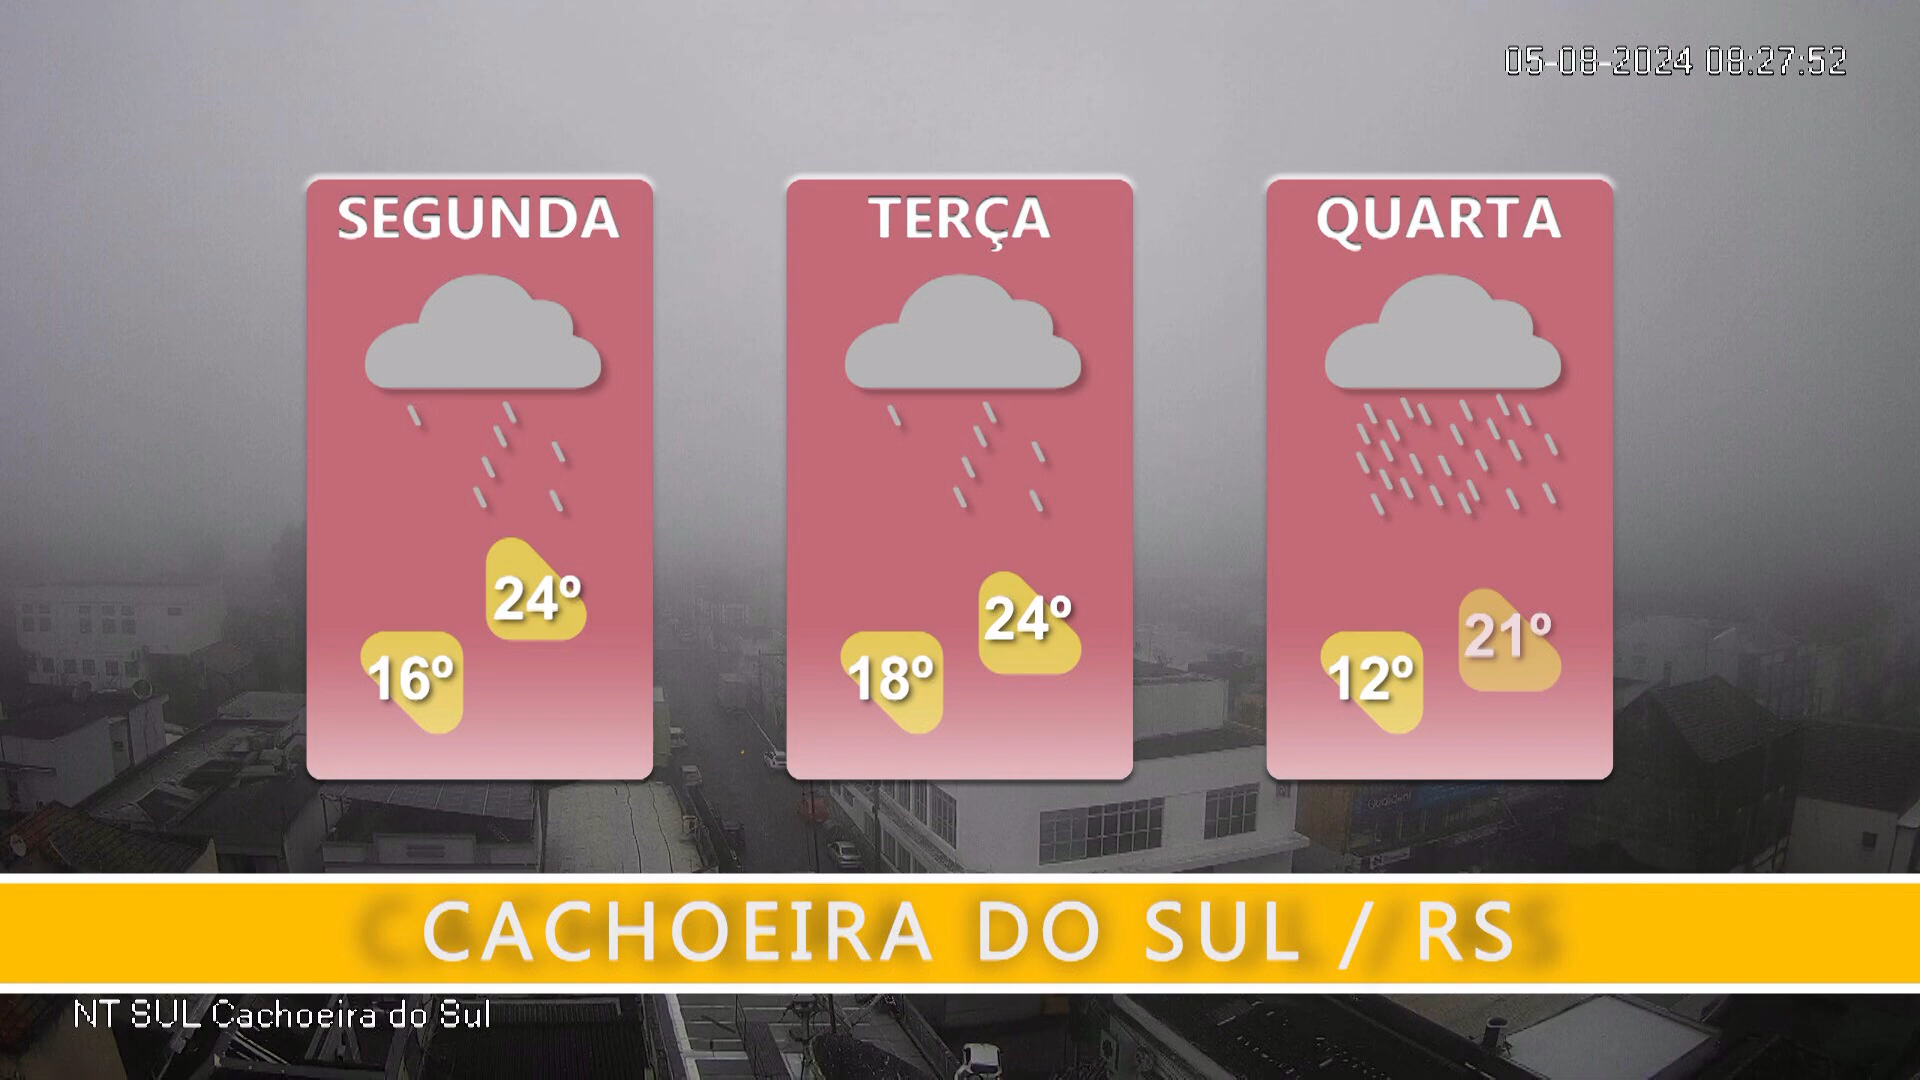 05-08-2024 08:27:52
SEGUNDA
24º
16º
TERÇA
24º
18º
QUARTA
21º
12º
CACHOEIRA DO SUL / RS
NT SUL Cachoeira do Sul